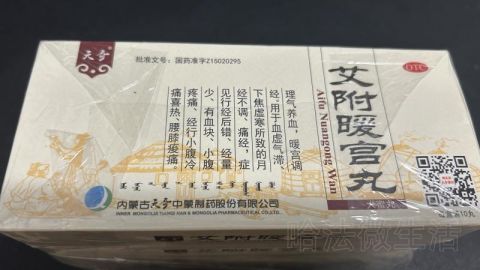 天奇
批准文号：国药准字Z15020295
OTC
艾附暖宫丸
Aifu Nuangong Wan
理气养血，暖宫调
经。用于血虚气滞、
下焦虚寒所致的月
经不调、痛经，症
见行经后错、经量
少、有血块、小腹
疼痛、经行小腹冷
痛喜热、腰膝痠痛。
内蒙古天奇中蒙制药股份有限公司
INNER MONGOLIA TIANQI HAN & MONGOLIA PHARMACEUTICAL CO.,LTD.
哈法微生活